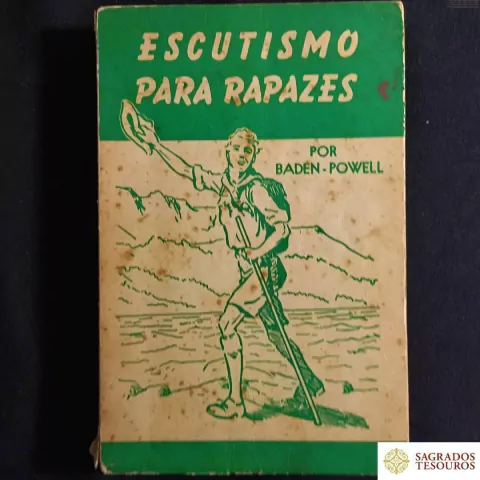 ESCUTISMO
PARA RAPAZES
POR
BADEN-POWELL
SAGRADOS
TESOUROS